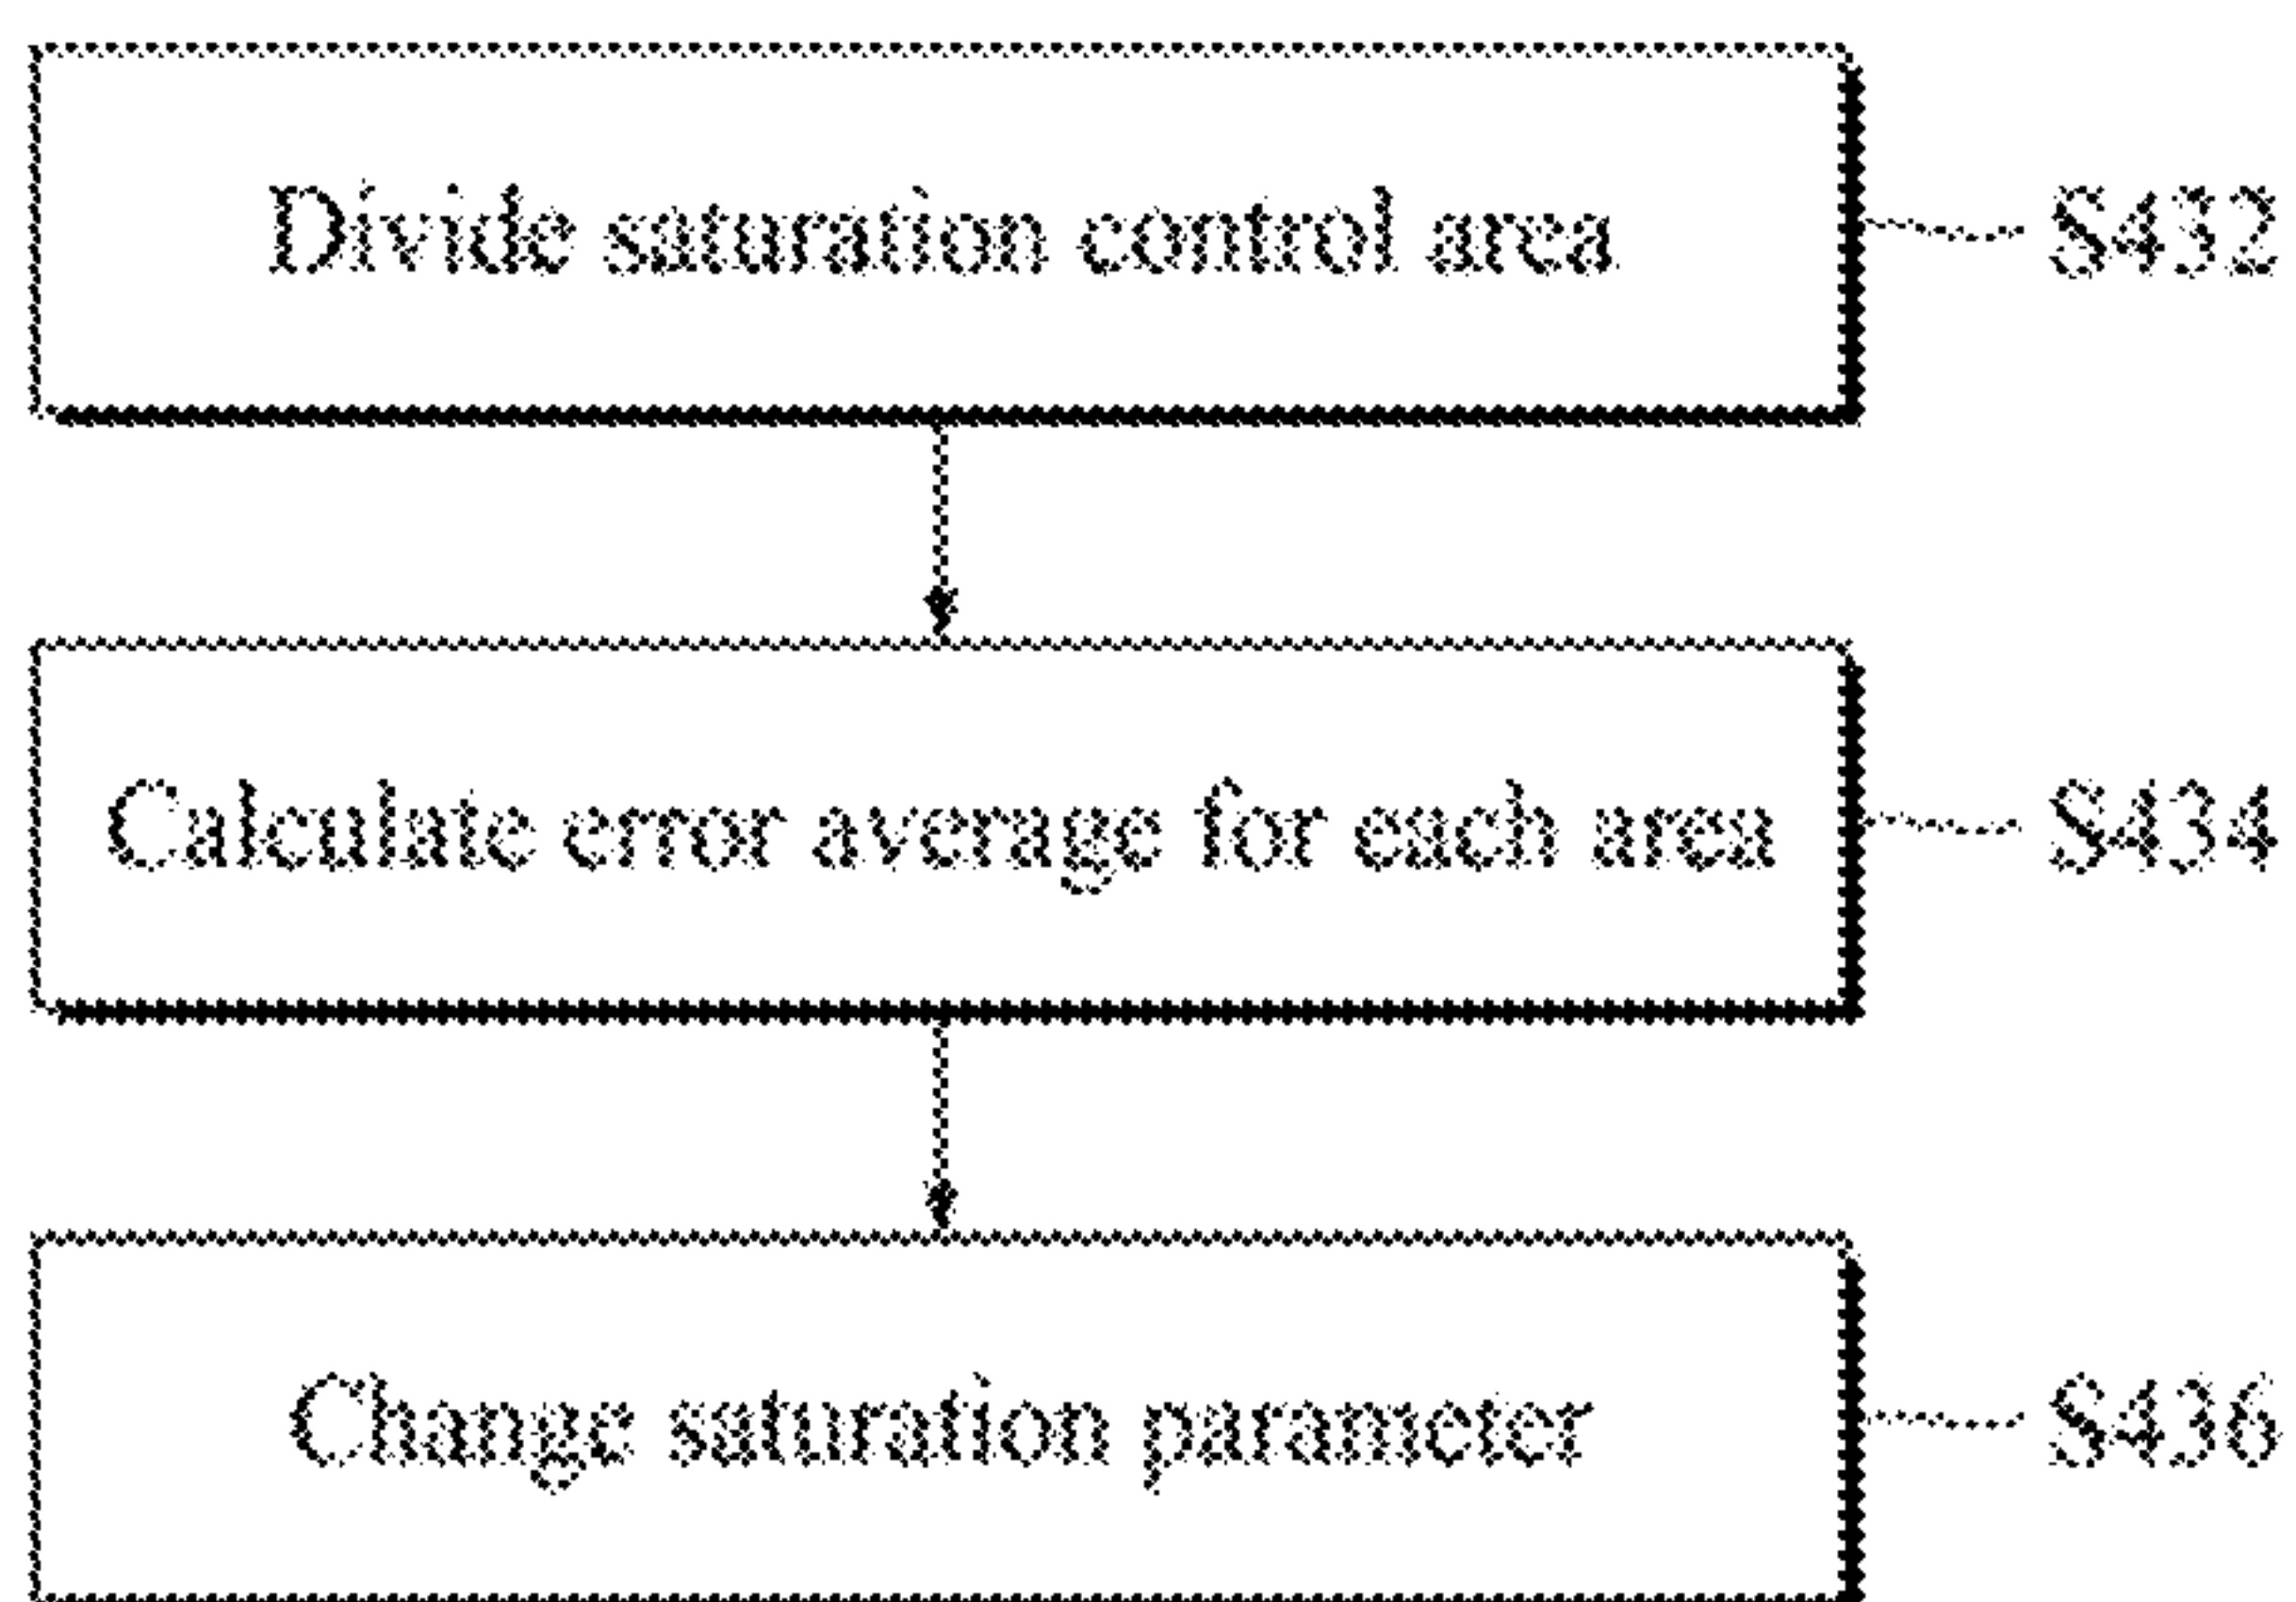 Divide saturation control area S432
Calculate error average for each area S434
Change saturation parameter S436